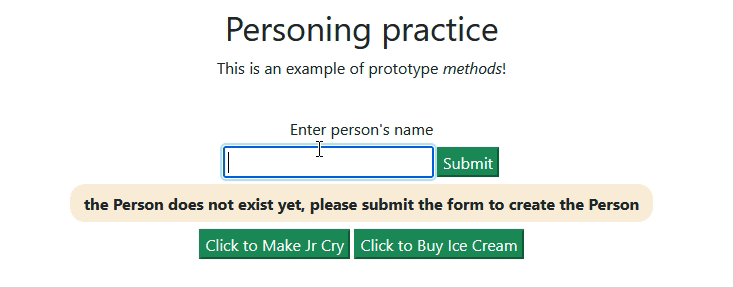 Personing practice
This is an example of prototype methods!
Enter person's name
Submit
the Person does not exist yet, please submit the form to create the Person
Click to Make Jr Cry Click to Buy Ice Cream